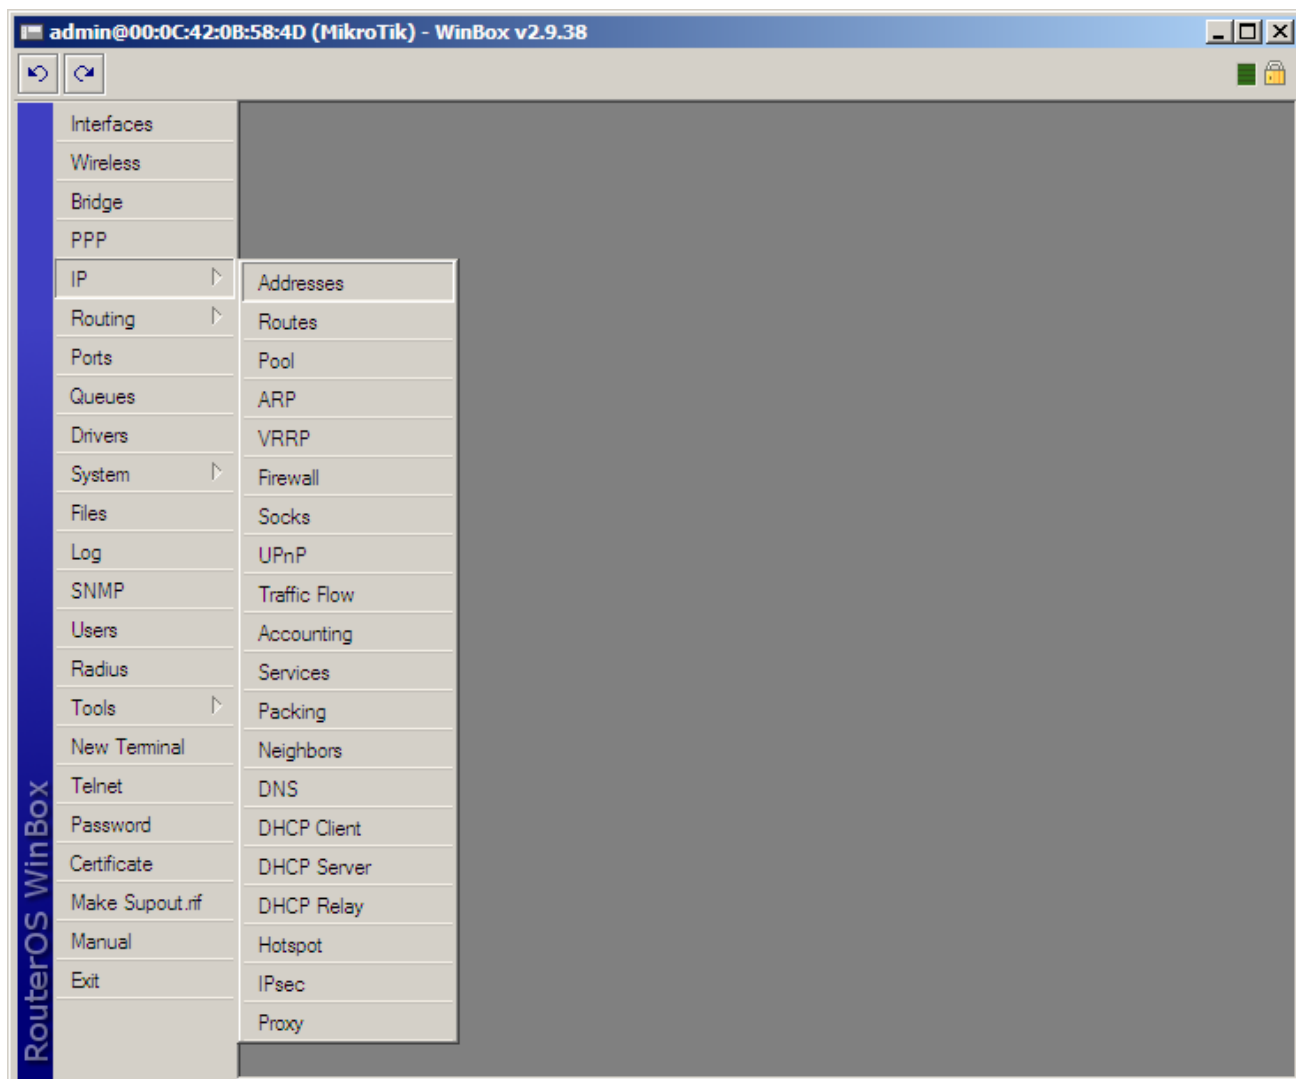 admin@00:0C:42:0B:58:4D (MikroTik) - WinBox v2.9.38
Interfaces
Wireless
Bridge
PPP
IP
Routing
Ports
Queues
Drivers
System
Files
Log
SNMP
Users
Radius
Tools
New Terminal
Telnet
Password
Certificate
Make Supout.rif
Manual
Exit
Addresses
Routes
Pool
ARP
VRRP
Firewall
Socks
UPnP
Traffic Flow
Accounting
Services
Packing
Neighbors
DNS
DHCP Client
DHCP Server
DHCP Relay
Hotspot
IPsec
Proxy
RouterOS WinBox